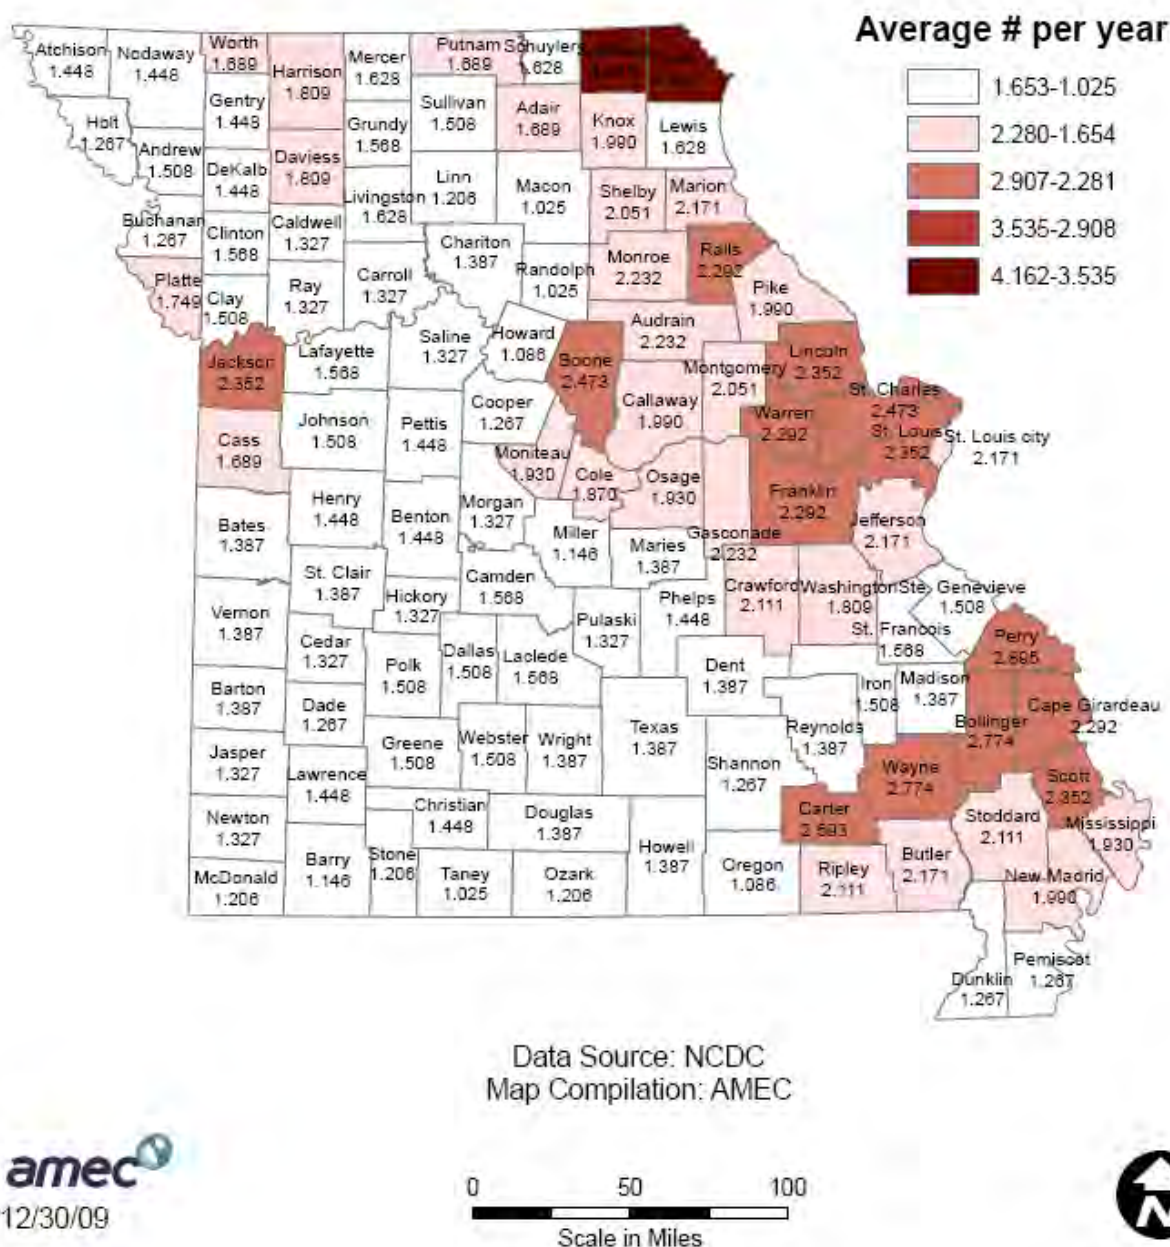 Average # per year
1.653-1.025
2.280-1.654
2.907-2.281
3.535-2.908
4.162-3.535
Atchison
1.448
Nodaway
1.448
Worth
1.689
Harrison
1.809
Mercer
1.628
Putnam
1.689
Schuyler
1.628
Holt
1.267
Andrew
1.508
Gentry
1.448
DeKalb
1.448
Daviess
1.809
Grundy
1.568
Sullivan
1.508
Adair
1.689
Knox
1.990
Lewis
1.628
Livingston
1.628
Linn
1.206
Macon
1.025
Shelby
2.051
Marion
2.171
Buchanan
1.267
Clinton
1.568
Caldwell
1.327
Chariton
1.387
Randolph
1.025
Monroe
2.232
Ralls
2.292
Platte
1.749
Clay
1.508
Ray
1.327
Carroll
1.327
Pike
1.990
Saline
1.327
Howard
1.086
Audrain
2.232
Jackson
2.352
Lafayette
1.568
Boone
2.473
Montgomery
2.051
Lincoln
2.352
Cooper
1.267
Callaway
1.990
Warren
2.292
St. Charles
2.473
St. Louis
2.352
St. Louis city
2.171
Cass
1.689
Johnson
1.508
Pettis
1.448
Moniteau
1.930
Cole
1.870
Osage
1.930
Franklin
2.292
Bates
1.387
Henry
1.448
Benton
1.448
Morgan
1.327
Miller
1.146
Maries
1.387
Gasconade
2.232
Jefferson
2.171
St. Clair
1.387
Hickory
1.327
Camden
1.568
Phelps
1.448
Crawford
2.111
Washington
1.809
Ste. Genevieve
1.508
Vernon
1.387
Cedar
1.327
Pulaski
1.327
St. Francois
1.568
Perry
2.695
Polk
1.508
Dallas
1.508
Laclede
1.568
Dent
1.387
Iron
1.508
Madison
1.387
Barton
1.387
Dade
1.267
Texas
1.387
Reynolds
1.387
Bollinger
2.774
Cape Girardeau
2.292
Jasper
1.327
Greene
1.508
Webster
1.508
Wright
1.387
Shannon
1.267
Wayne
2.774
Scott
2.352
Lawrence
1.448
Christian
1.448
Douglas
1.387
Carter
2.593
Stoddard
2.111
Mississippi
1.930
Newton
1.327
Barry
1.146
Stone
1.206
Taney
1.025
Ozark
1.206
Howell
1.387
Oregon
1.086
Ripley
2.111
Butler
2.171
New Madrid
1.990
McDonald
1.206
Dunklin
1.267
Pemiscot
1.267
Data Source: NCDC
Map Compilation: AMEC
amec
12/30/09
0 50 100
Scale in Miles
N